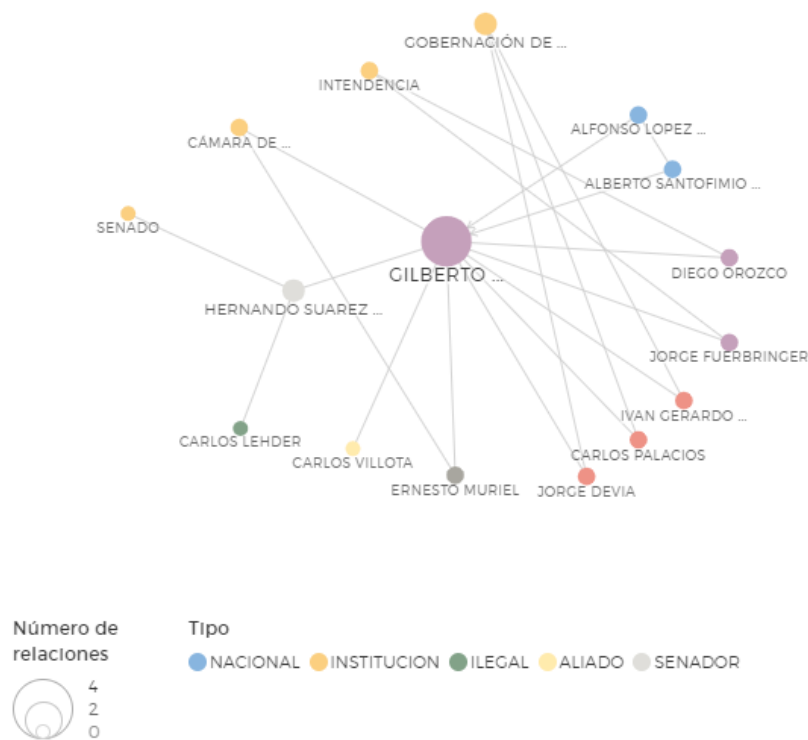 GOBERNACIÓN DE ...
INTENDENCIA
ALFONSO LOPEZ ...
CÁMARA DE ...
ALBERTO SANTOFIMIO ...
SENADO
DIEGO OROZCO
GILBERTO ...
HERNANDO SUAREZ ...
JORGE FUERBRINGER
IVAN GERARDO ...
CARLOS LEHDER
CARLOS PALACIOS
CARLOS VILLOTA
ERNESTO MURIEL
JORGE DEVIA
Número de
relaciones
4
2
0
Tipo
NACIONAL INSTITUCION ILEGAL ALIADO SENADOR